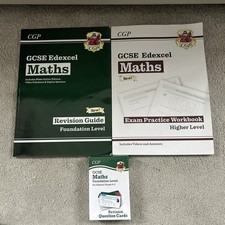 CGP
GCSE Edexcel
Maths
Revision Guide
Foundation Level
CGP
GCSE Edexcel
Maths
Exam Practice Workbook
Higher Level
Includes Videos and Answers
CGP
GCSE
Maths
Foundation Level
Revision
Question Cards